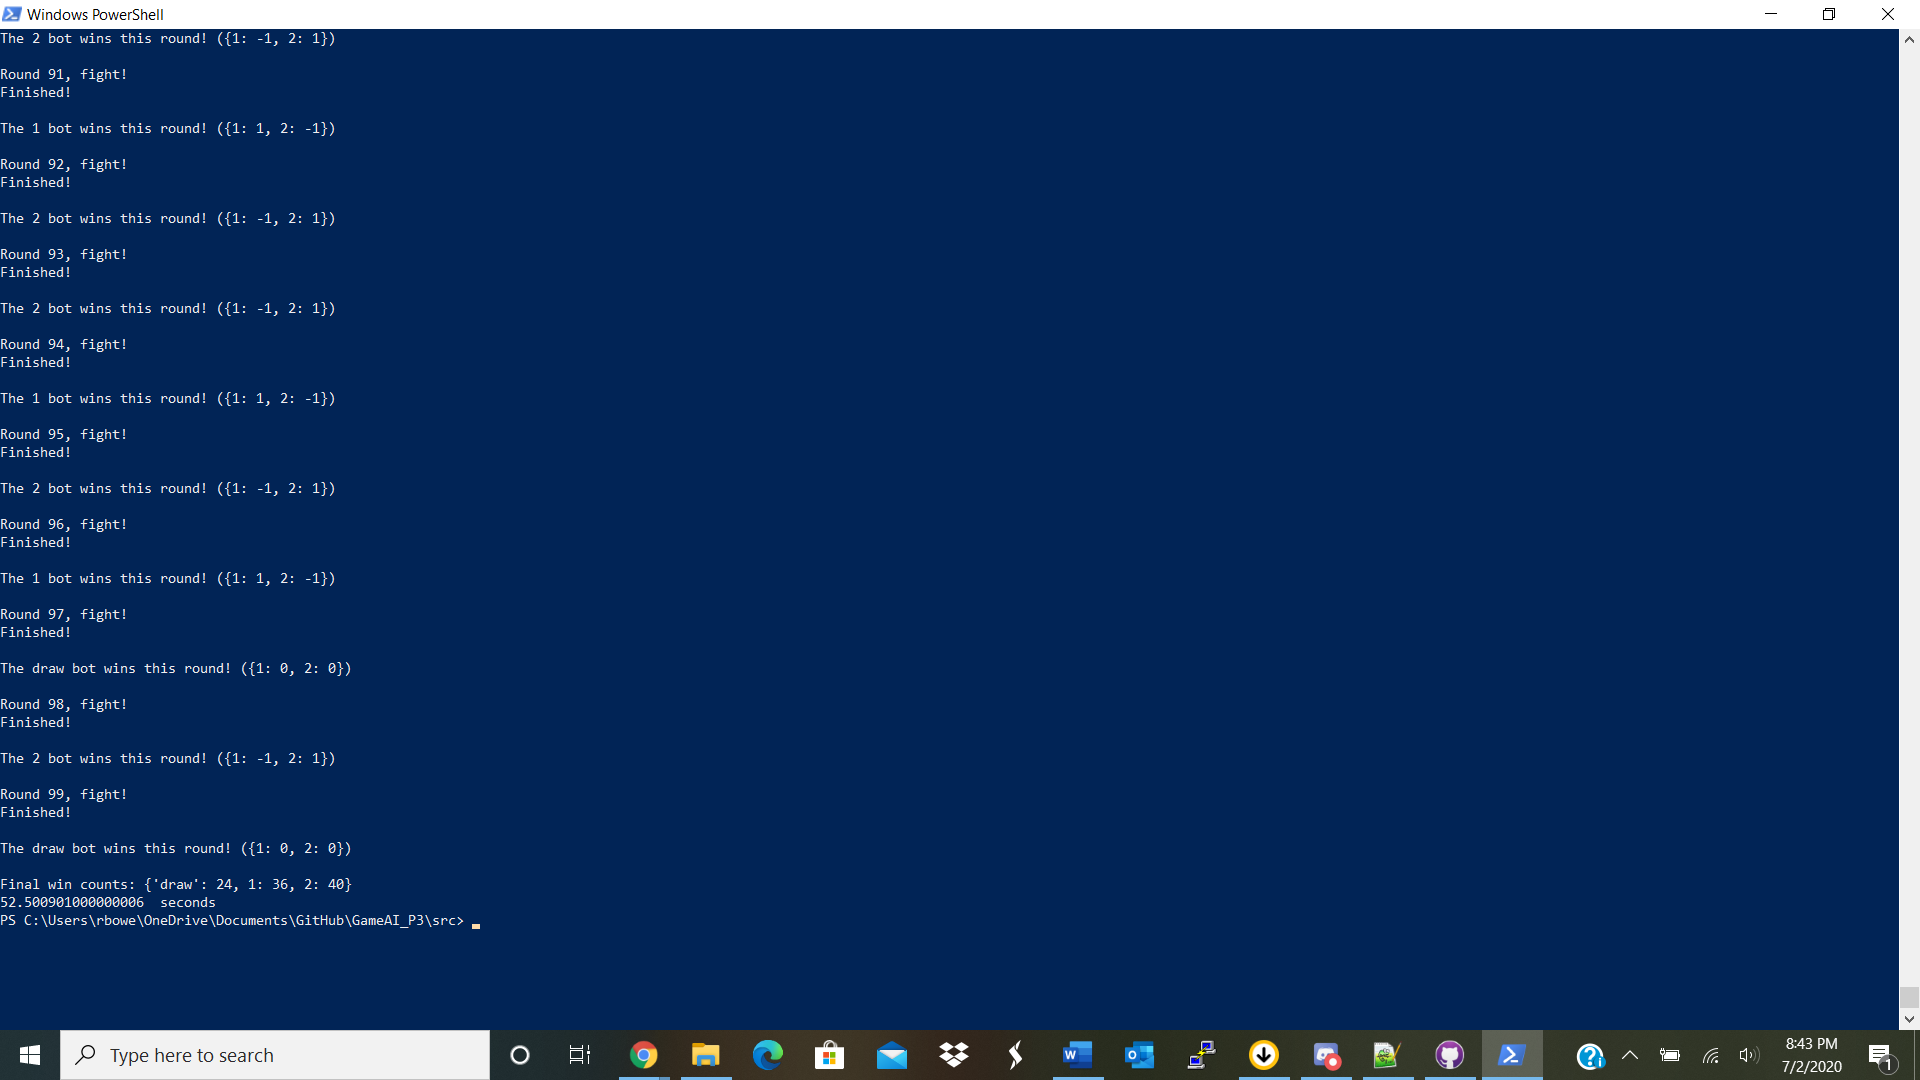 Windows PowerShell
The 2 bot wins this round! ({1: -1, 2: 1})
Round 91, fight!
Finished!
The 1 bot wins this round! ({1: 1, 2: -1})
Round 92, fight!
Finished!
The 2 bot wins this round! ({1: -1, 2: 1})
Round 93, fight!
Finished!
The 2 bot wins this round! ({1: -1, 2: 1})
Round 94, fight!
Finished!
The 1 bot wins this round! ({1: 1, 2: -1})
Round 95, fight!
Finished!
The 2 bot wins this round! ({1: -1, 2: 1})
Round 96, fight!
Finished!
The 1 bot wins this round! ({1: 1, 2: -1})
Round 97, fight!
Finished!
The draw bot wins this round! ({1: 0, 2: 0})
Round 98, fight!
Finished!
The 2 bot wins this round! ({1: -1, 2: 1})
Round 99, fight!
Finished!
The draw bot wins this round! ({1: 0, 2: 0})
Final win counts: {'draw': 24, 1: 36, 2: 40}
52.500901000000006  seconds
PS C:\Users\rbowe\OneDrive\Documents\GitHub\GameAI_P3\src>
Type here to search
8:43 PM
7/2/2020
1